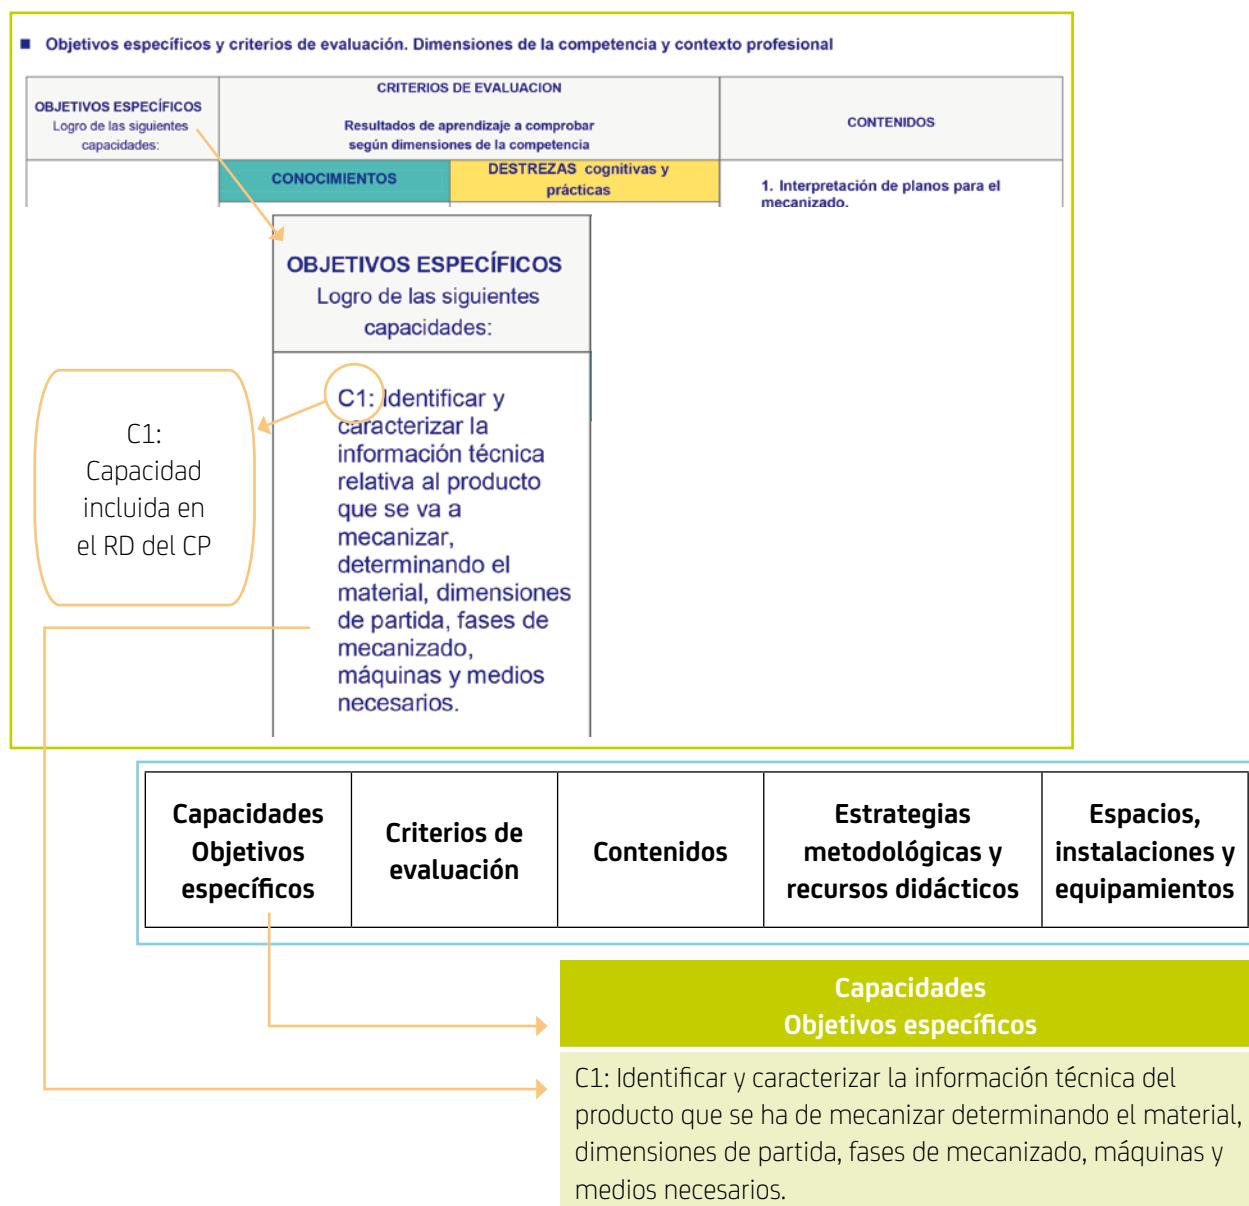 Objetivos específicos y criterios de evaluación. Dimensiones de la competencia y contexto profesional
OBJETIVOS ESPECÍFICOS
Logro de las siguientes
capacidades:
CRITERIOS DE EVALUACION
Resultados de aprendizaje a comprobar
según dimensiones de la competencia
CONTENIDOS
CONOCIMIENTOS
DESTREZAS cognitivas y
prácticas
1. Interpretación de planos para el
mecanizado.
OBJETIVOS ESPECÍFICOS
Logro de las siguientes
capacidades:
C1: Identificar y
caracterizar la
información técnica
relativa al producto
que se va a
mecanizar,
determinando el
material, dimensiones
de partida, fases de
mecanizado,
máquinas y medios
necesarios.
C1:
Capacidad
incluida en
el RD del CP
Capacidades
Objetivos
específicos
Criterios de
evaluación
Contenidos
Estrategias
metodológicas y
recursos didácticos
Espacios,
instalaciones y
equipamientos
Capacidades
Objetivos específicos
C1: Identificar y caracterizar la información técnica del
producto que se ha de mecanizar determinando el material,
dimensiones de partida, fases de mecanizado, máquinas y
medios necesarios.